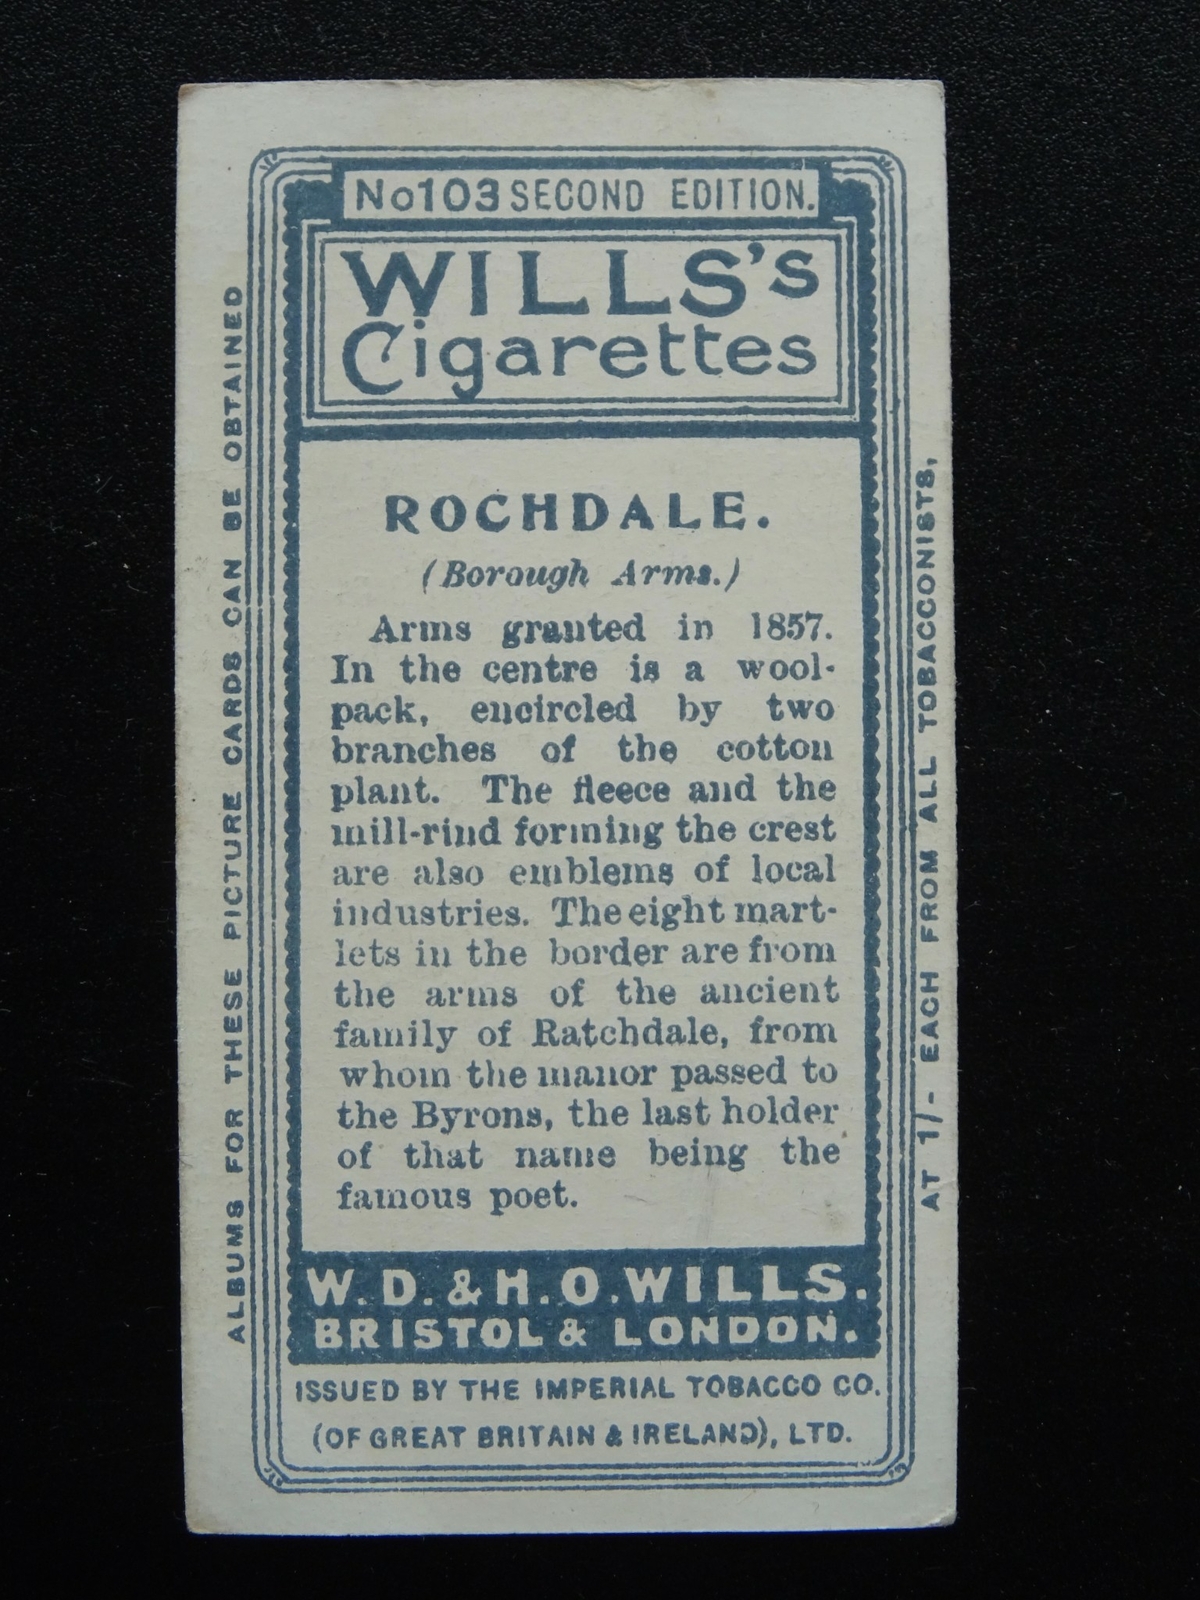 No103 SECOND EDITION.
WILLS'S
Cigarettes
ROCHDALE.
(Borough Arms.)
Arms granted in 1857.
In the centre is a wool-
pack, encircled by two
branches of the cotton
plant. The fleece and the
mill-rind forming the crest
are also emblems of local
industries. The eight mart-
lets in the border are from
the arms of the ancient
family of Ratchdale, from
whom the manor passed to
the Byrons, the last holder
of that name being the
famous poet.
W.D. & H.O. WILLS.
BRISTOL & LONDON.
ISSUED BY THE IMPERIAL TOBACCO CO.
(OF GREAT BRITAIN & IRELAND), LTD.
ALBUMS FOR THESE PICTURE CARDS CAN BE OBTAINED
AT 1/- EACH FROM ALL TOBACCONISTS,